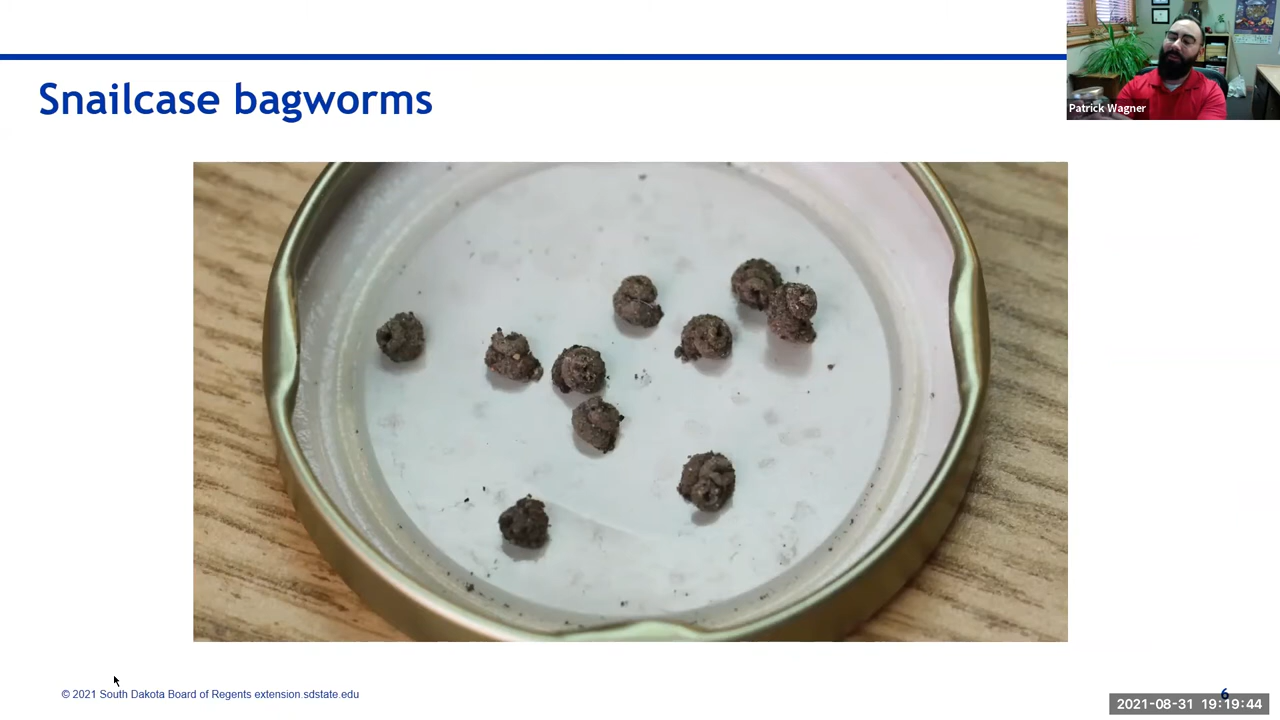 Snailcase bagworms
Patrick Wagner
© 2021 South Dakota Board of Regents extension.sdstate.edu
6
2021-08-31 19:19:44